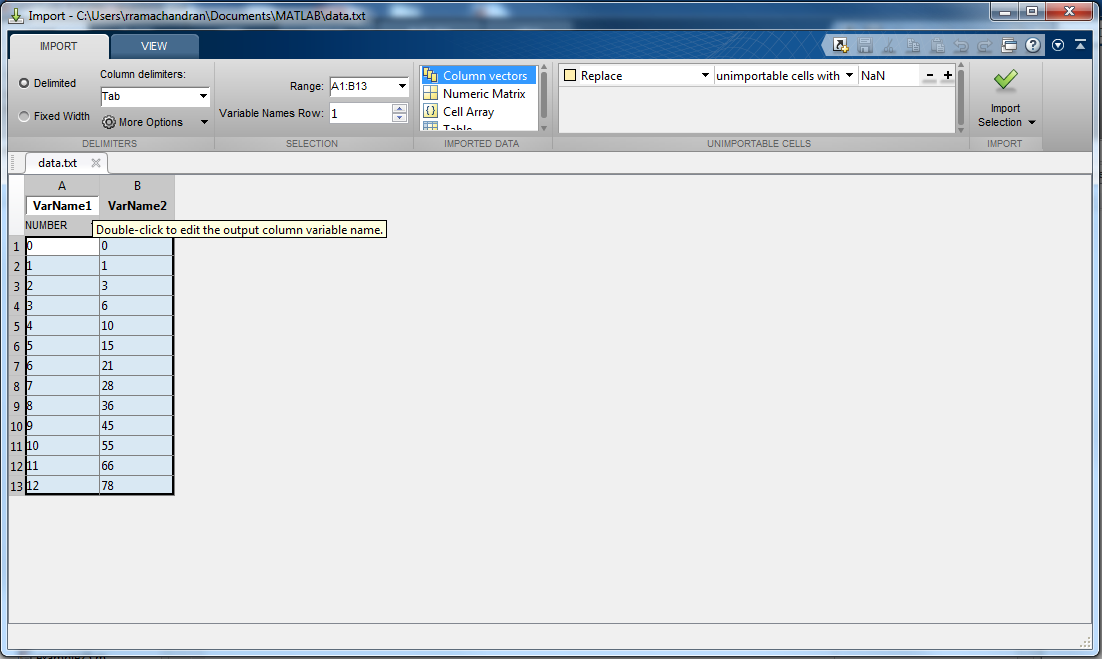 Import - C:\Users\rramachandran\Documents\MATLAB\data.txt
IMPORT VIEW
Delimited
Fixed Width
Column delimiters:
Tab
More Options
DELIMITERS
Range: A1:B13
Variable Names Row: 1
SELECTION
Column vectors
Numeric Matrix
Cell Array
Table
IMPORTED DATA
Replace unimportable cells with NaN
UNIMPORTABLE CELLS
Import
Selection
IMPORT
data.txt
A B
VarName1 VarName2
NUMBER
Double-click to edit the output column variable name.
1 0 0
2 1 1
3 2 3
4 3 6
5 4 10
6 5 15
7 6 21
8 7 28
9 8 36
10 9 45
11 10 55
12 11 66
13 12 78